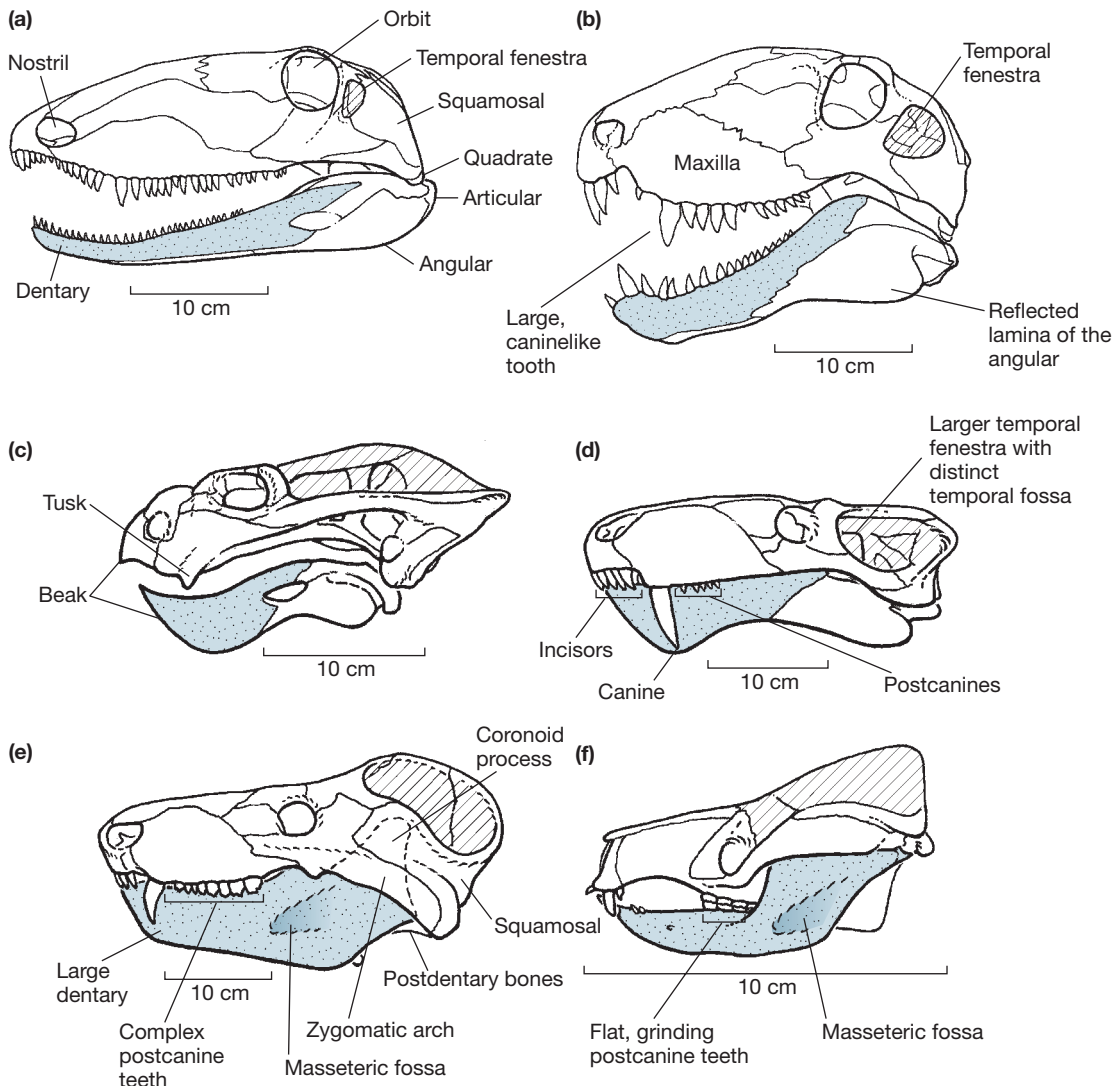 (a)
Orbit
Nostril
Temporal fenestra
Squamosal
Quadrate
Articular
Angular
Dentary
10 cm
(b)
Temporal
fenestra
Maxilla
Large,
caninelike
tooth
Reflected
lamina of the
angular
10 cm
(c)
Tusk
Beak
10 cm
(d)
Larger temporal
fenestra with
distinct
temporal fossa
Incisors
Canine
10 cm
Postcanines
(e)
Coronoid
process
Squamosal
Postdentary bones
Large
dentary
10 cm
Complex
postcanine
teeth
Zygomatic arch
Masseteric fossa
(f)
10 cm
Flat, grinding
postcanine teeth
Masseteric fossa